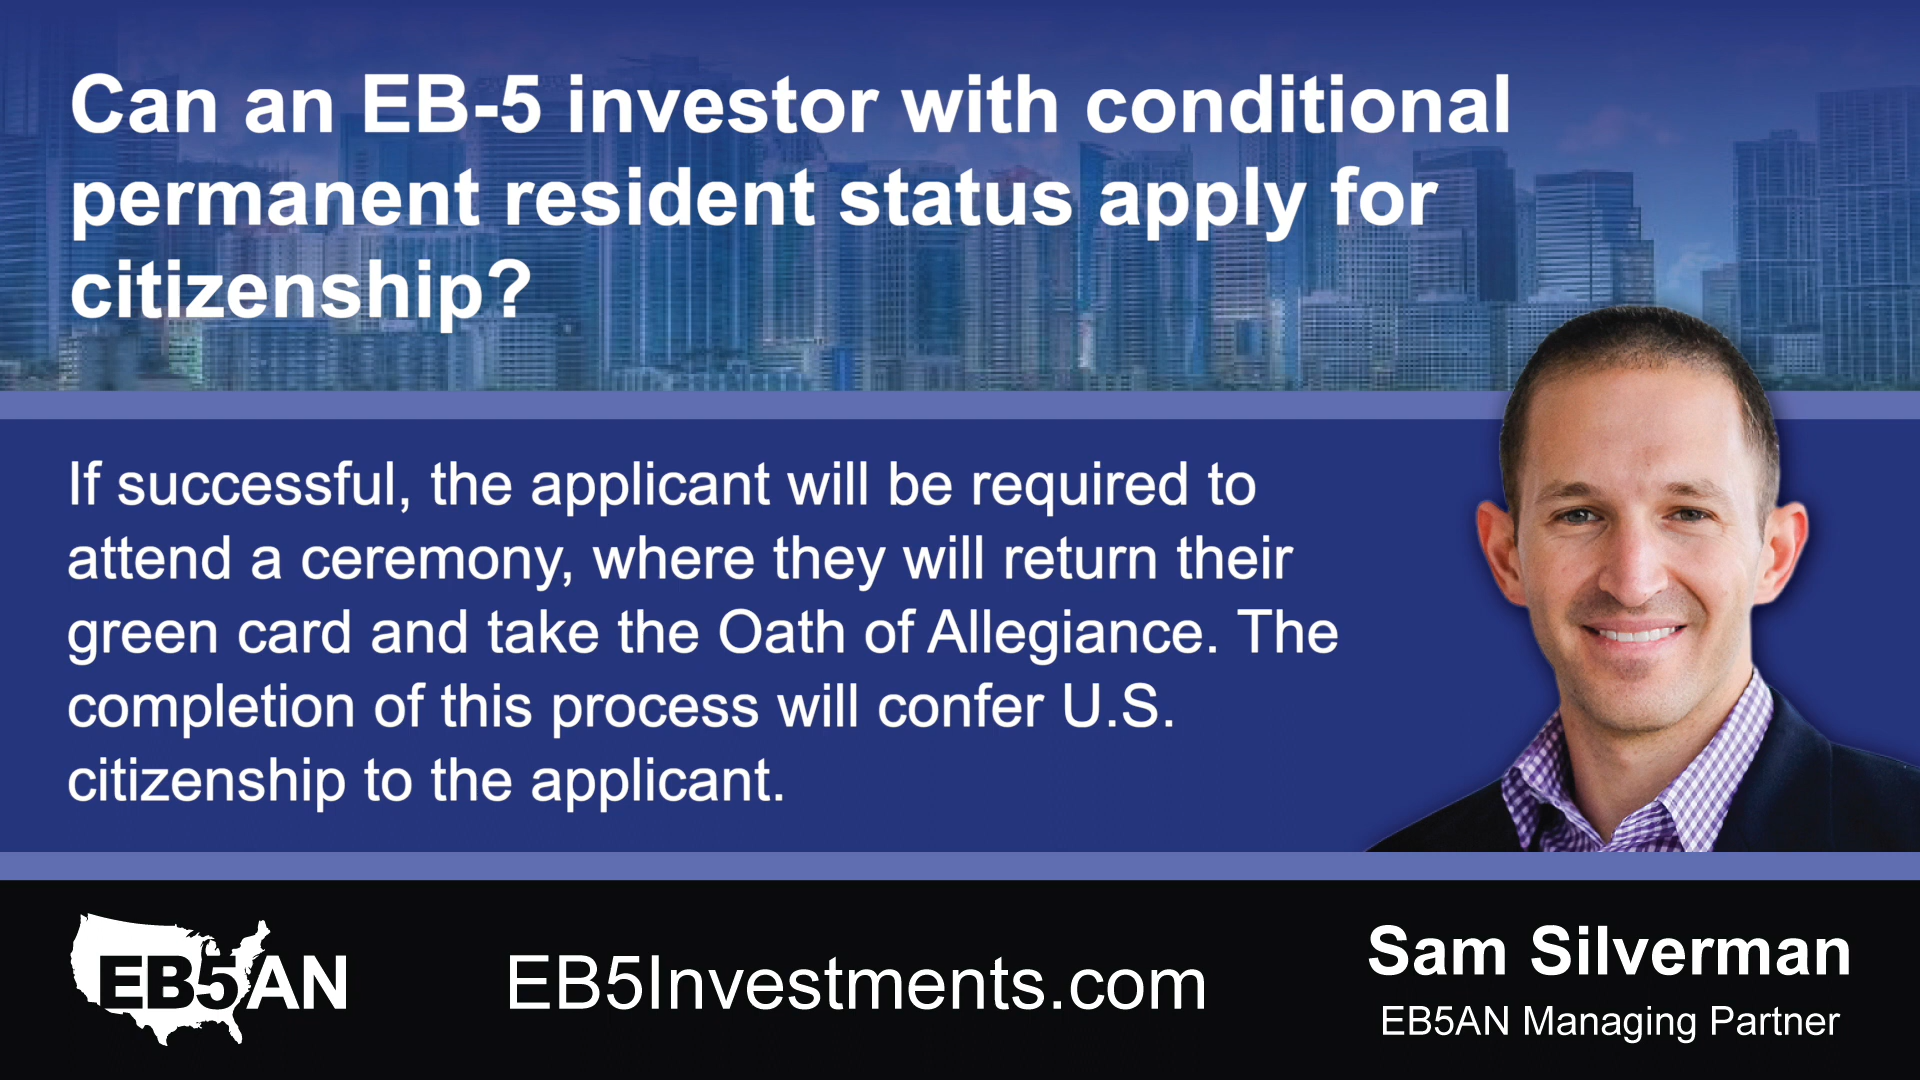 Can an EB-5 investor with conditional
permanent resident status apply for
citizenship?
If successful, the applicant will be required to
attend a ceremony, where they will return their
green card and take the Oath of Allegiance. The
completion of this process will confer U.S.
citizenship to the applicant.
EB5AN
EB5Investments.com
Sam Silverman
EB5AN Managing Partner